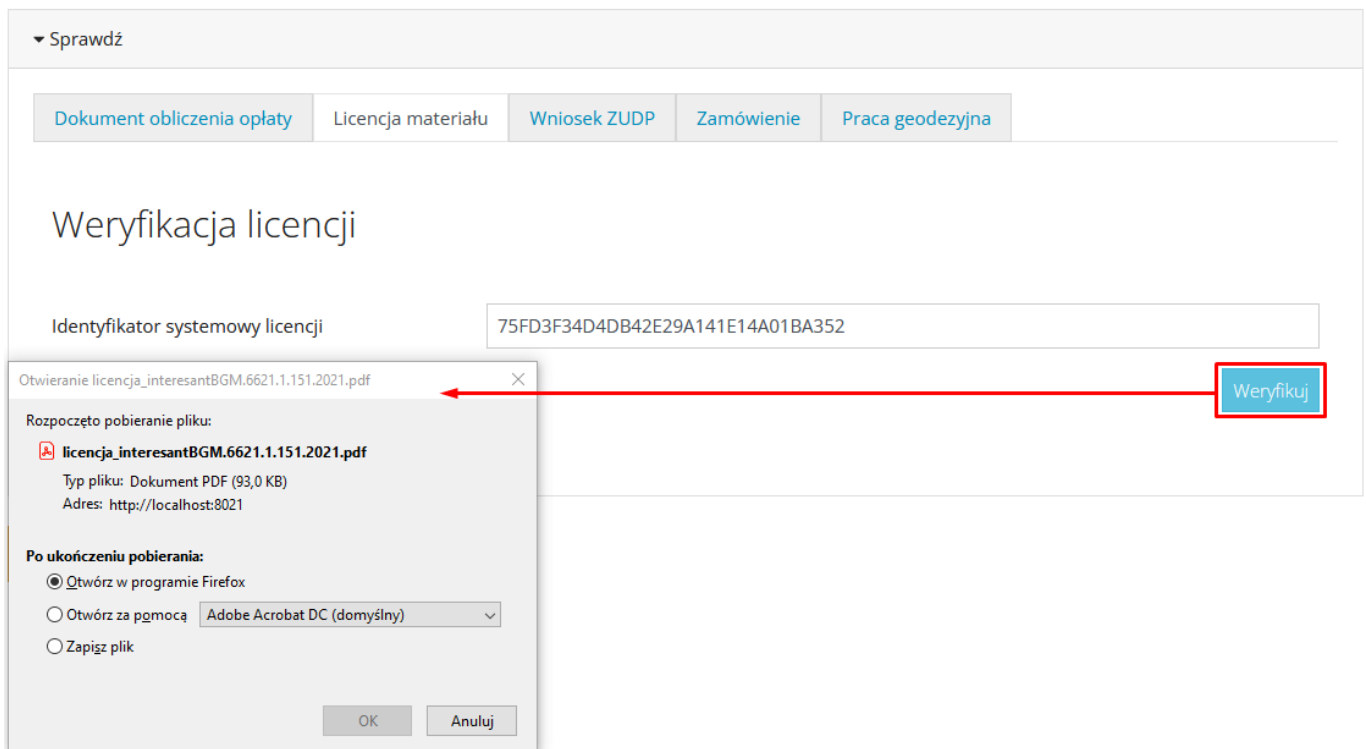 Sprawdź
Dokument obliczenia opłaty
Licencja materiału
Wniosek ZUDP
Zamówienie
Praca geodezyjna
Weryfikacja licencji
Identyfikator systemowy licencji
75FD3F34D4DB42E29A141E14A01BA352
Weryfikuj
Otwieranie licencja_interesantBGM.6621.1.151.2021.pdf
Rozpoczęto pobieranie pliku:
licencja_interesantBGM.6621.1.151.2021.pdf
Typ pliku: Dokument PDF (93,0 KB)
Adres: http://localhost:8021
Po ukończeniu pobierania:
Otwórz w programie Firefox
Otwórz za pomocą Adobe Acrobat DC (domyślny)
Zapisz plik
OK
Anuluj